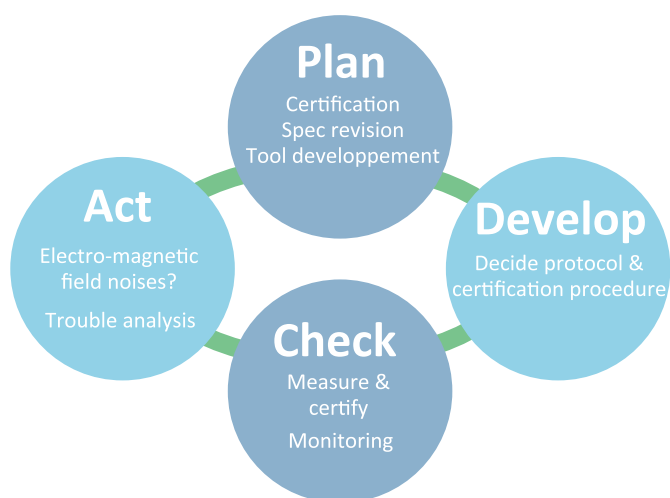 Plan
Certification
Spec revision
Tool developpement
Act
Electro-magnetic
field noises?
Trouble analysis
Develop
Decide protocol &
certification procedure
Check
Measure &
certify
Monitoring